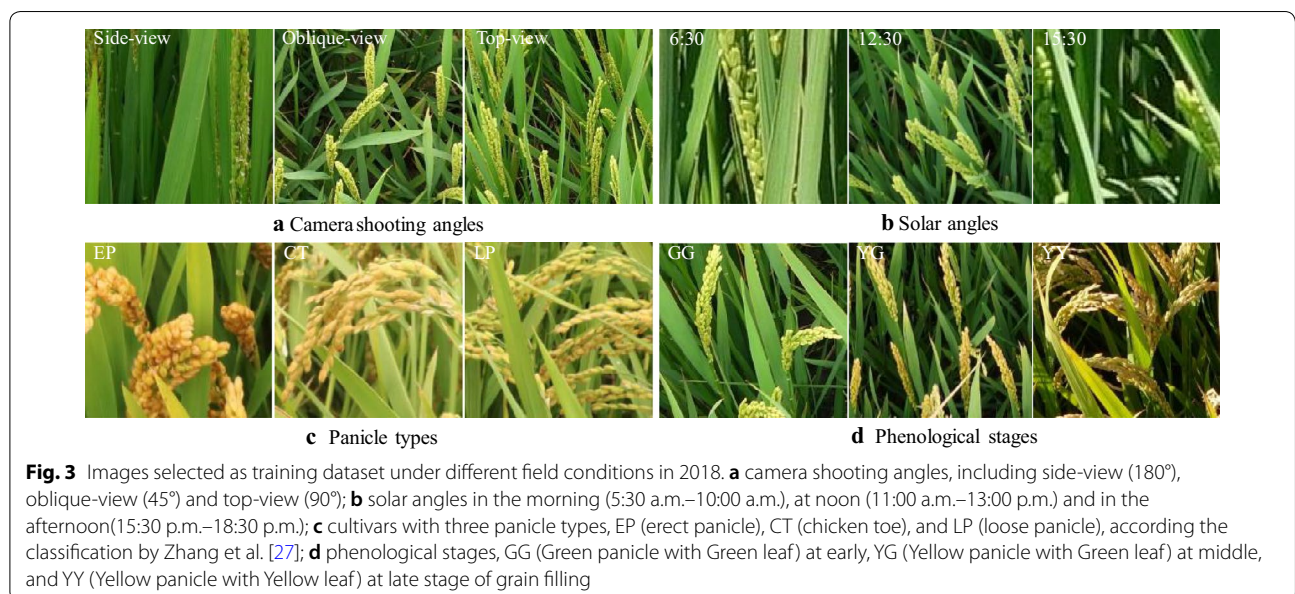 Side-view Oblique-view Top-view 6:30 12:30 15:30
a Camera shooting angles b Solar angles
EP CT LP GG YG YY
c Panicle types d Phenological stages
Fig. 3 Images selected as training dataset under different field conditions in 2018. a camera shooting angles, including side-view (180°),
oblique-view (45°) and top-view (90°); b solar angles in the morning (5:30 a.m.–10:00 a.m.), at noon (11:00 a.m.–13:00 p.m.) and in the
afternoon(15:30 p.m.–18:30 p.m.); c cultivars with three panicle types, EP (erect panicle), CT (chicken toe), and LP (loose panicle), according the
classification by Zhang et al. [27]; d phenological stages, GG (Green panicle with Green leaf) at early, YG (Yellow panicle with Green leaf) at middle,
and YY (Yellow panicle with Yellow leaf) at late stage of grain filling